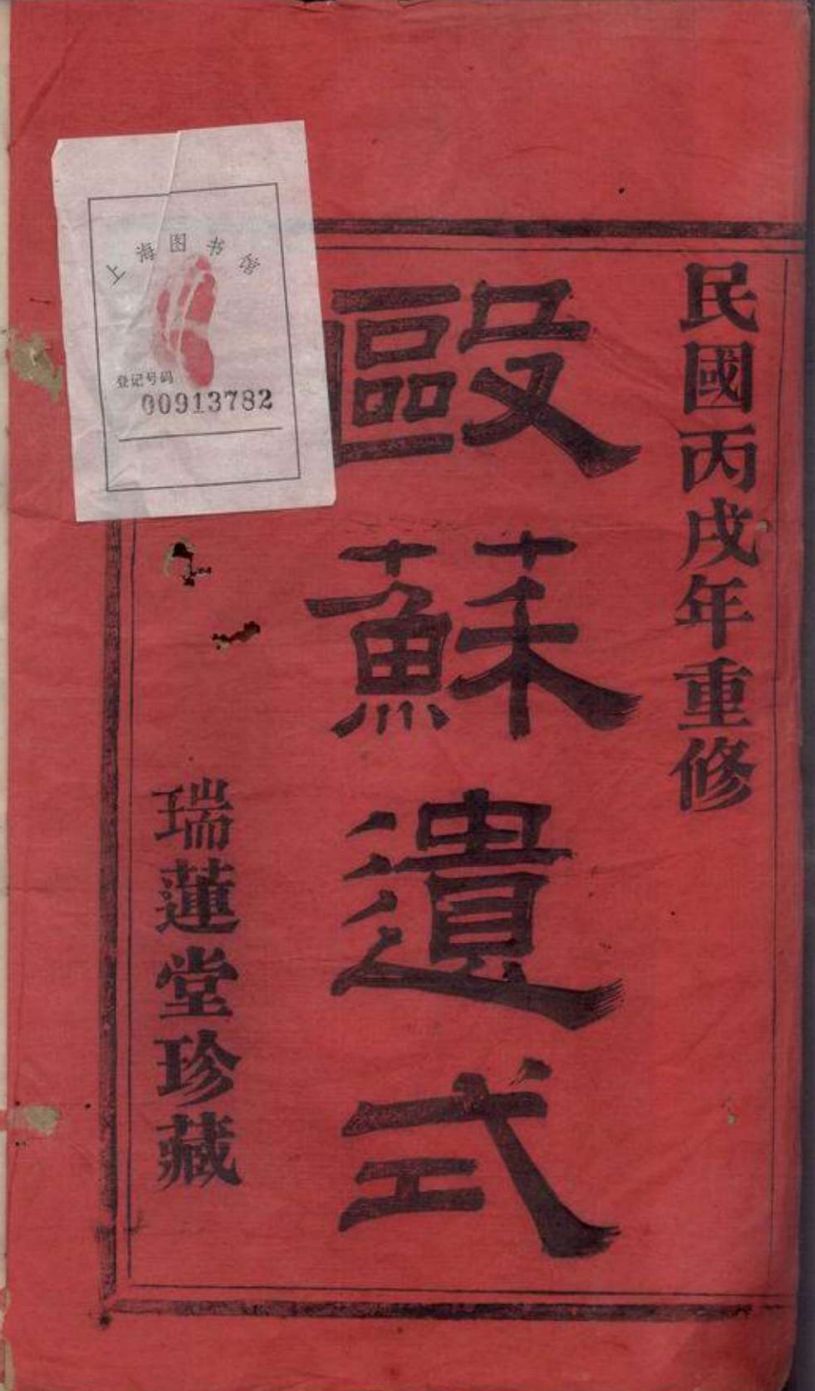 民國丙戌年重修
毆蘇遺式
瑞蓮堂珍藏
上海图书馆
登记号码
00913782